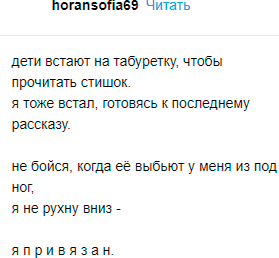 horansofia69 Читать
дети встают на табуретку, чтобы
прочитать стишок.
я тоже встал, готовясь к последнему
рассказу.
не бойся, когда её выбьют у меня из под
ног,
я не рухну вниз -
я п р и в я з а н.